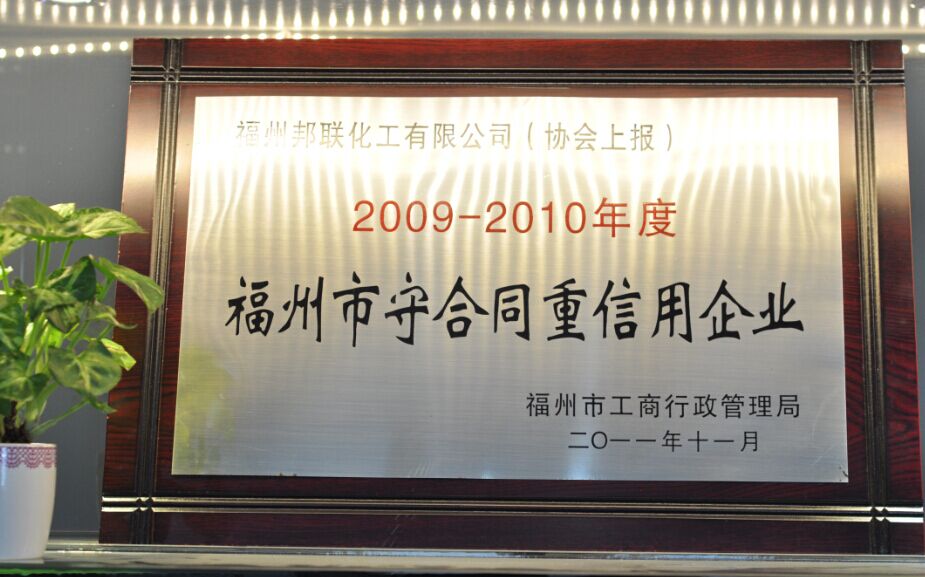 福州邦联化工有限公司（协会上报）
2009-2010年度
福州市守合同重信用企业
福州市工商行政管理局
二〇一一年十一月